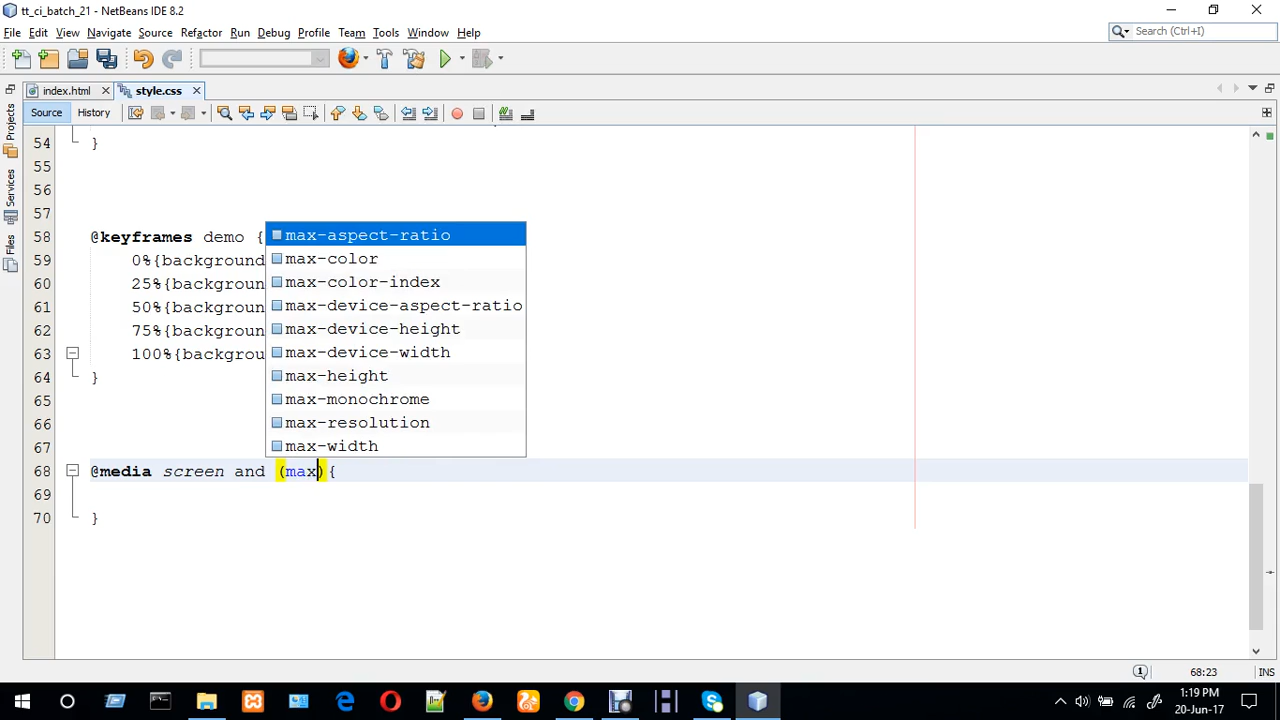 tt_ci_batch_21 - NetBeans IDE 8.2
File Edit View Navigate Source Refactor Run Debug Profile Team Tools Window Help
Search (Ctrl+I)
index.html style.css
Source History
Projects
Services
Files
54 }
55
56
57
58 @keyframes demo {
59 0%{background
60 25%{backgroun
61 50%{backgroun
62 75%{backgroun
63 100%{backgrou
64 }
65
66
67
max-aspect-ratio
max-color
max-color-index
max-device-aspect-ratio
max-device-height
max-device-width
max-height
max-monochrome
max-resolution
max-width
68 @media screen and (max){
69
70 }
1
68:23
INS
1:19 PM
20-Jun-17